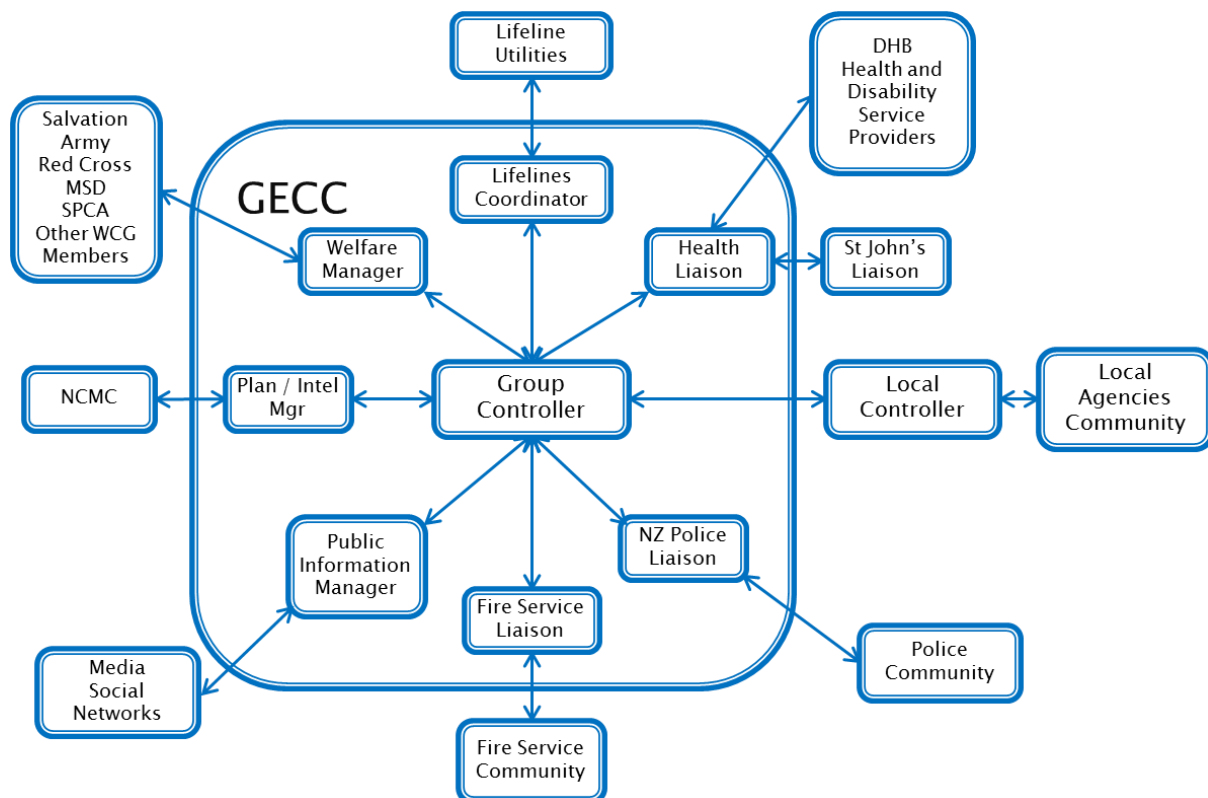 Lifeline
Utilities
DHB
Health and
Disability
Service
Providers
Salvation
Army
Red Cross
MSD
SPCA
Other WCG
Members
GECC
Lifelines
Coordinator
Welfare
Manager
Health
Liaison
St John's
Liaison
NCMC
Plan / Intel
Mgr
Group
Controller
Local
Controller
Local
Agencies
Community
Public
Information
Manager
NZ Police
Liaison
Fire Service
Liaison
Media
Social
Networks
Police
Community
Fire Service
Community